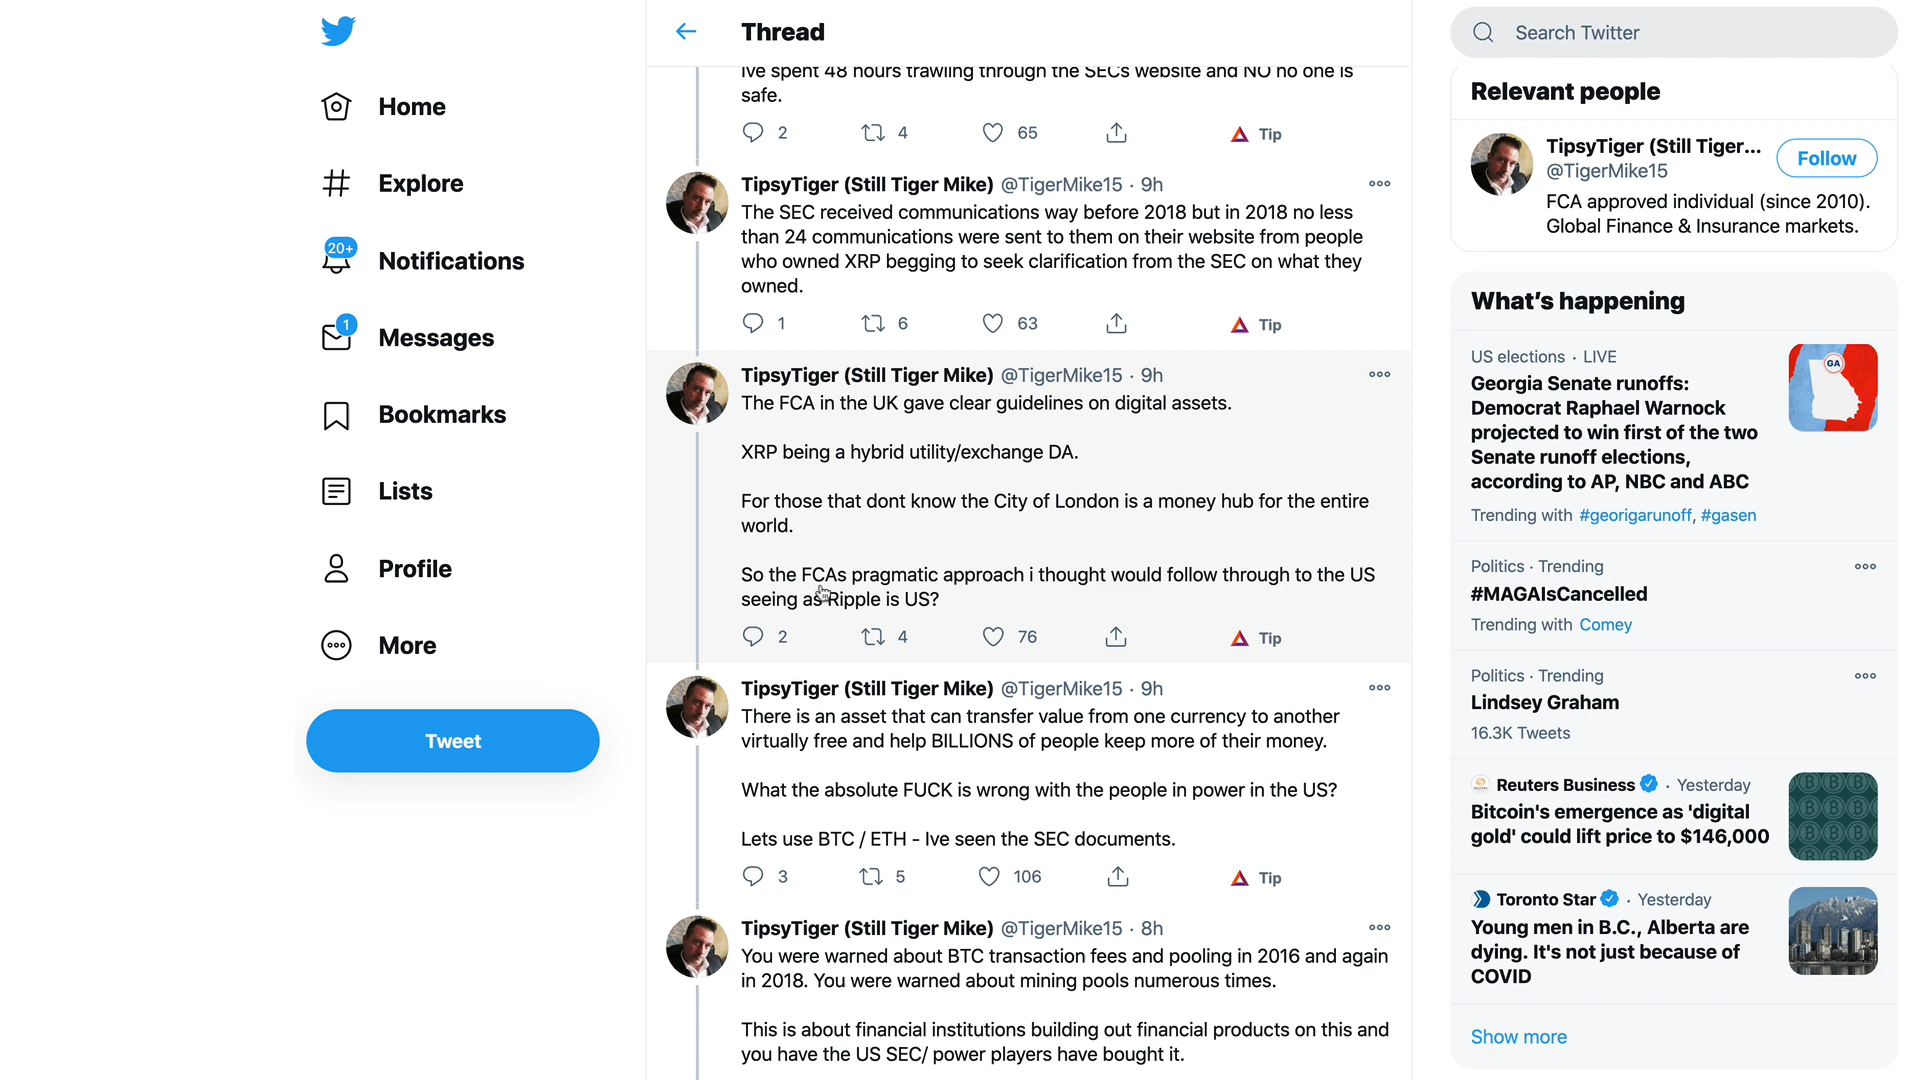 Home
Explore
20+
Notifications
1
Messages
Bookmarks
Lists
Profile
More
Tweet
Thread
Ive spent 48 hours trawling through the SECs website and NO no one is
safe.
2
4
65
Tip
TipsyTiger (Still Tiger Mike) @TigerMike15 · 9h
The SEC received communications way before 2018 but in 2018 no less
than 24 communications were sent to them on their website from people
who owned XRP begging to seek clarification from the SEC on what they
owned.
1
6
63
Tip
TipsyTiger (Still Tiger Mike) @TigerMike15 · 9h
The FCA in the UK gave clear guidelines on digital assets.
XRP being a hybrid utility/exchange DA.
For those that dont know the City of London is a money hub for the entire
world.
So the FCAs pragmatic approach i thought would follow through to the US
seeing as Ripple is US?
2
4
76
Tip
TipsyTiger (Still Tiger Mike) @TigerMike15 · 9h
There is an asset that can transfer value from one currency to another
virtually free and help BILLIONS of people keep more of their money.
What the absolute FUCK is wrong with the people in power in the US?
Lets use BTC / ETH - Ive seen the SEC documents.
3
5
106
Tip
TipsyTiger (Still Tiger Mike) @TigerMike15 · 8h
You were warned about BTC transaction fees and pooling in 2016 and again
in 2018. You were warned about mining pools numerous times.
This is about financial institutions building out financial products on this and
you have the US SEC/ power players have bought it.
Search Twitter
Relevant people
TipsyTiger (Still Tiger...
Follow
@TigerMike15
FCA approved individual (since 2010).
Global Finance & Insurance markets.
What's happening
US elections · LIVE
Georgia Senate runoffs:
Democrat Raphael Warnock
projected to win first of the two
Senate runoff elections,
according to AP, NBC and ABC
GA
Trending with #georigarunoff, #gasen
Politics · Trending
#MAGAIsCancelled
Trending with Comey
Politics · Trending
Lindsey Graham
16.3K Tweets
Reuters Business · Yesterday
Bitcoin's emergence as 'digital
gold' could lift price to $146,000
Toronto Star · Yesterday
Young men in B.C., Alberta are
dying. It's not just because of
COVID
Show more